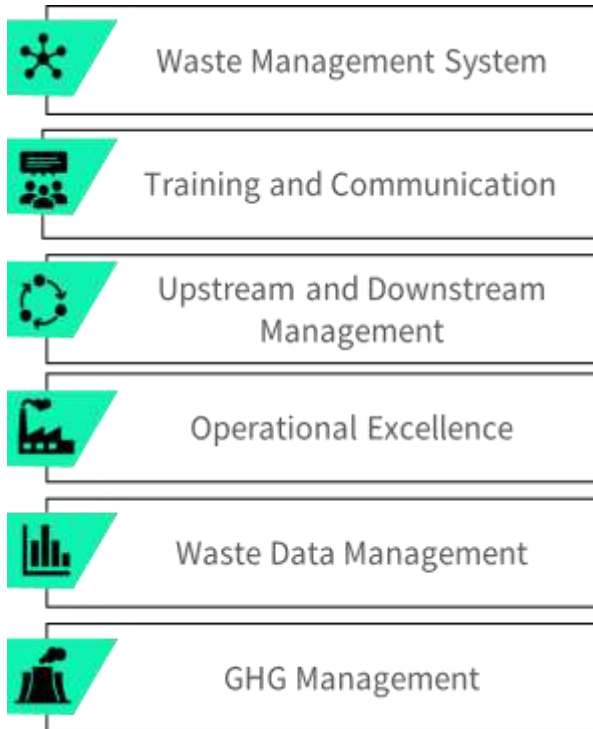 Waste Management System
Training and Communication
Upstream and Downstream
Management
Operational Excellence
Waste Data Management
GHG Management